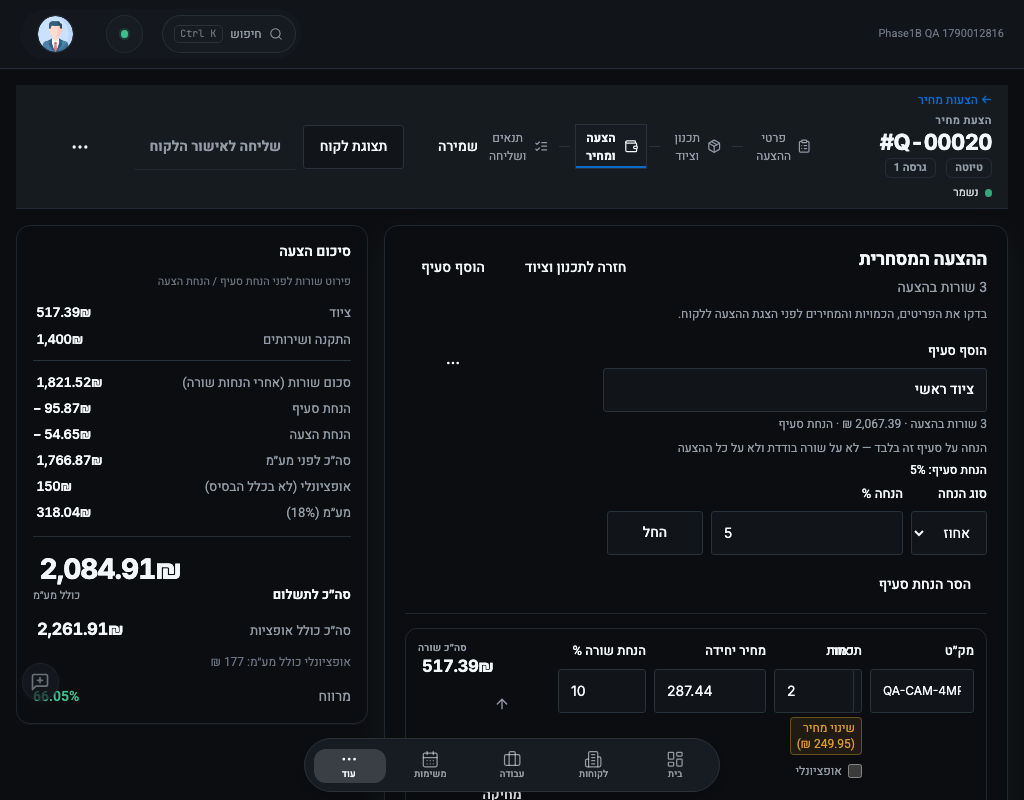 Phase1B QA 1790012816
חיפוש Ctrl K
← הצעות מחיר
הצעת מחיר
#Q-00020
טיוטה
גרסה 1
נשמר
פרטי
ההצעה
תכנון
וציוד
הצעה
ומחיר
תנאים
ושליחה
שמירה
תצוגת לקוח
שליחה לאישור הלקוח
...
ההצעה המסחרית
חזרה לתכנון וציוד
הוסף סעיף
3 שורות בהצעה
בדקו את הפריטים, הכמויות והמחירים לפני הצגת ההצעה ללקוח.
הוסף סעיף
...
ציוד ראשי
3 שורות בהצעה · 2,067.39 ₪ · הנחת סעיף
הנחה על סעיף זה בלבד — לא על שורה בודדת ולא על כל ההצעה
הנחת סעיף: 5%
סוג הנחה
הנחה %
אחוז
5
החל
הסר הנחת סעיף
מק״ט
מחיר יחידה
הנחת שורה %
סה״כ שורה
517.39₪
QA-CAM-4MP
2
287.44
10
שינוי מחיר
(249.95 ₪)
אופציונלי
מחיקה
סיכום הצעה
פירוט שורות לפני הנחת סעיף / הנחת הצעה
ציוד 517.39₪
התקנה ושירותים 1,400₪
סכום שורות (אחרי הנחות שורה) 1,821.52₪
הנחת סעיף − 95.87₪
הנחת הצעה − 54.65₪
סה״כ לפני מע״מ 1,766.87₪
אופציונלי (לא בכלל הבסיס) 150₪
מע״מ (18%) 318.04₪
2,084.91₪
סה״כ לתשלום
כולל מע״מ
סה״כ כולל אופציות 2,261.91₪
אופציונלי כולל מע״מ: 177 ₪
מרווח 66.05%
בית
לקוחות
עבודה
משימות
עוד